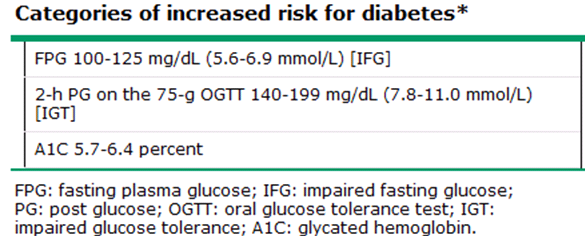 Categories of increased risk for diabetes*
FPG 100-125 mg/dL (5.6-6.9 mmol/L) [IFG]
2-h PG on the 75-g OGTT 140-199 mg/dL (7.8-11.0 mmol/L)
[IGT]
A1C 5.7-6.4 percent
FPG: fasting plasma glucose; IFG: impaired fasting glucose;
PG: post glucose; OGTT: oral glucose tolerance test; IGT:
impaired glucose tolerance; A1C: glycated hemoglobin.